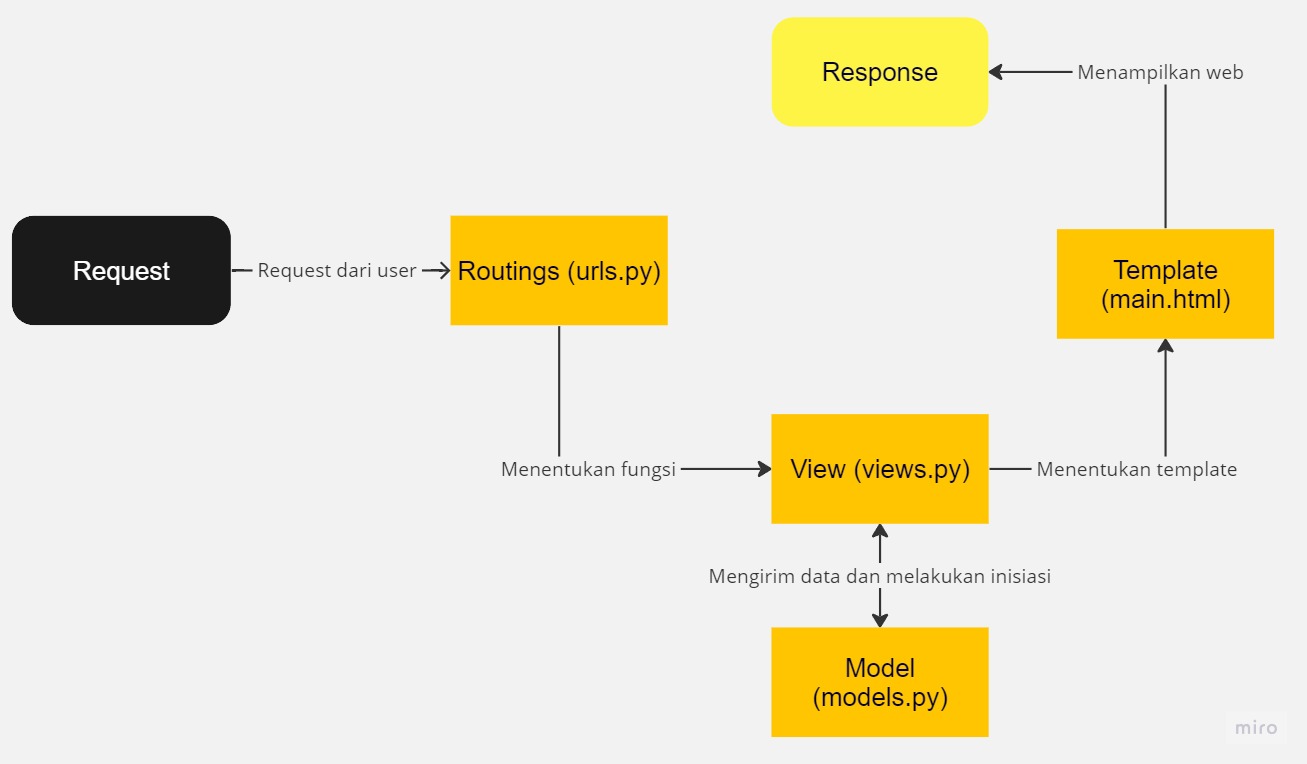 Response
Menampilkan web
Request
Request dari user
Routings (urls.py)
Template
(main.html)
Menentukan fungsi
View (views.py)
Menentukan template
Mengirim data dan melakukan inisiasi
Model
(models.py)
miro